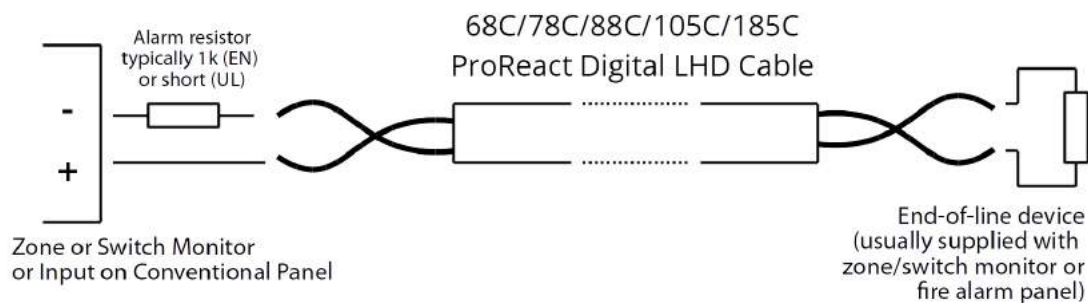 68C/78C/88C/105C/185C
ProReact Digital LHD Cable
Alarm resistor
typically 1k (EN)
or short (UL)
-
+
Zone or Switch Monitor
or Input on Conventional Panel
End-of-line device
(usually supplied with
zone/switch monitor or
fire alarm panel)